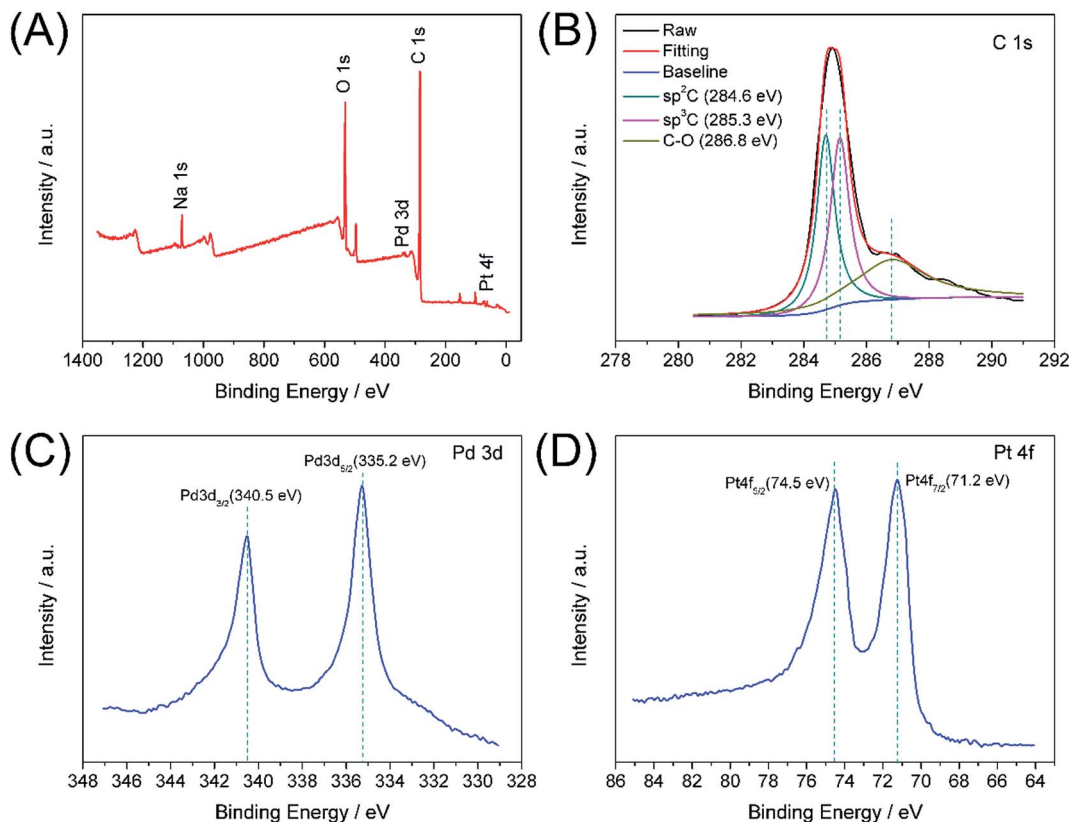 (A)
O 1s
C 1s
Na 1s
Pd 3d
Pt 4f
Intensity / a.u.
1400 1200 1000 800 600 400 200 0
Binding Energy / eV
(B)
Raw
Fitting
Baseline
sp²C (284.6 eV)
sp³C (285.3 eV)
C-O (286.8 eV)
C 1s
Intensity / a.u.
278 280 282 284 286 288 290 292
Binding Energy / eV
(C)
Pd 3d
Pd3d5/2(335.2 eV)
Pd3d3/2(340.5 eV)
Intensity / a.u.
348 346 344 342 340 338 336 334 332 330 328
Binding Energy / eV
(D)
Pt 4f
Pt4f5/2(74.5 eV)
Pt4f7/2(71.2 eV)
Intensity / a.u.
86 84 82 80 78 76 74 72 70 68 66 64
Binding Energy / eV